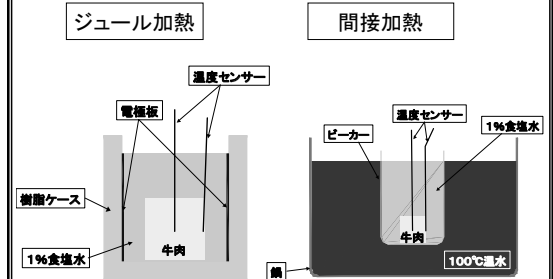 ジュール加熱
間接加熱
温度センサー
電極板
樹脂ケース
1%食塩水
牛肉
温度センサー
ビーカー
1%食塩水
牛肉
鍋
100℃温水